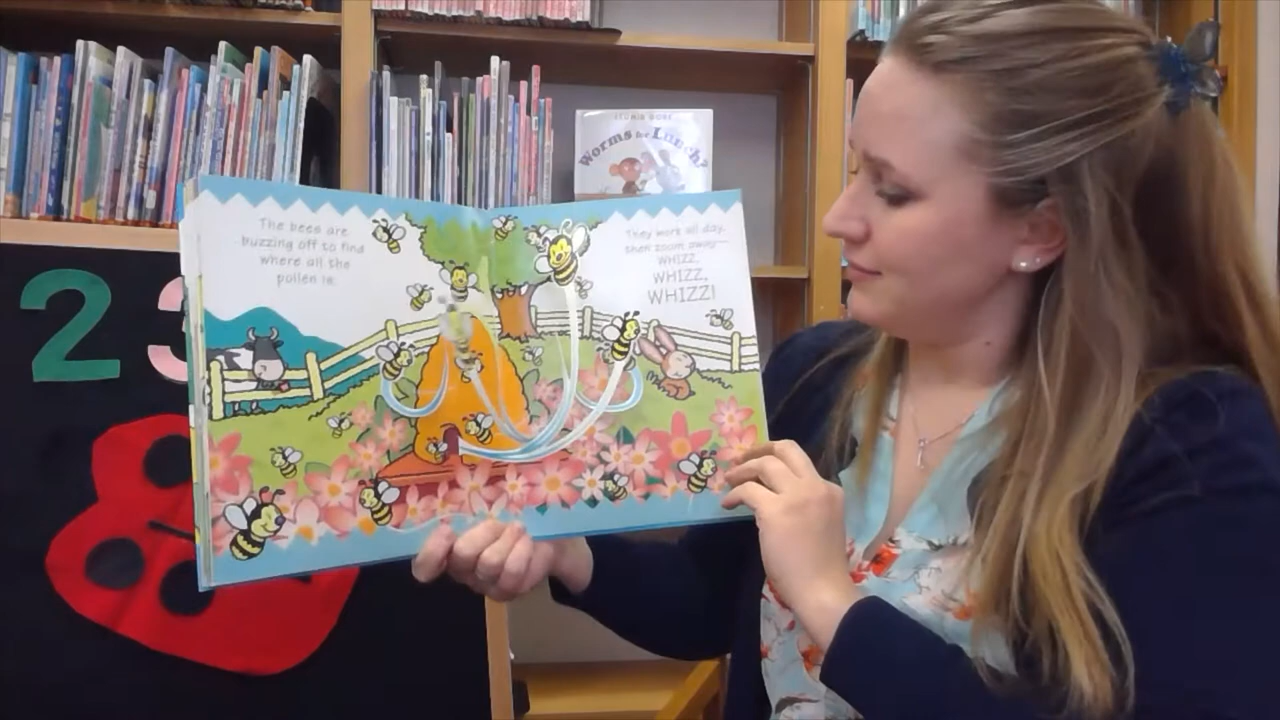 Worms for Lunch?
The bees are
buzzing off to find
where all the
pollen is.
They work all day,
then zoom away—
WHIZZ,
WHIZZ,
WHIZZ!
2
3